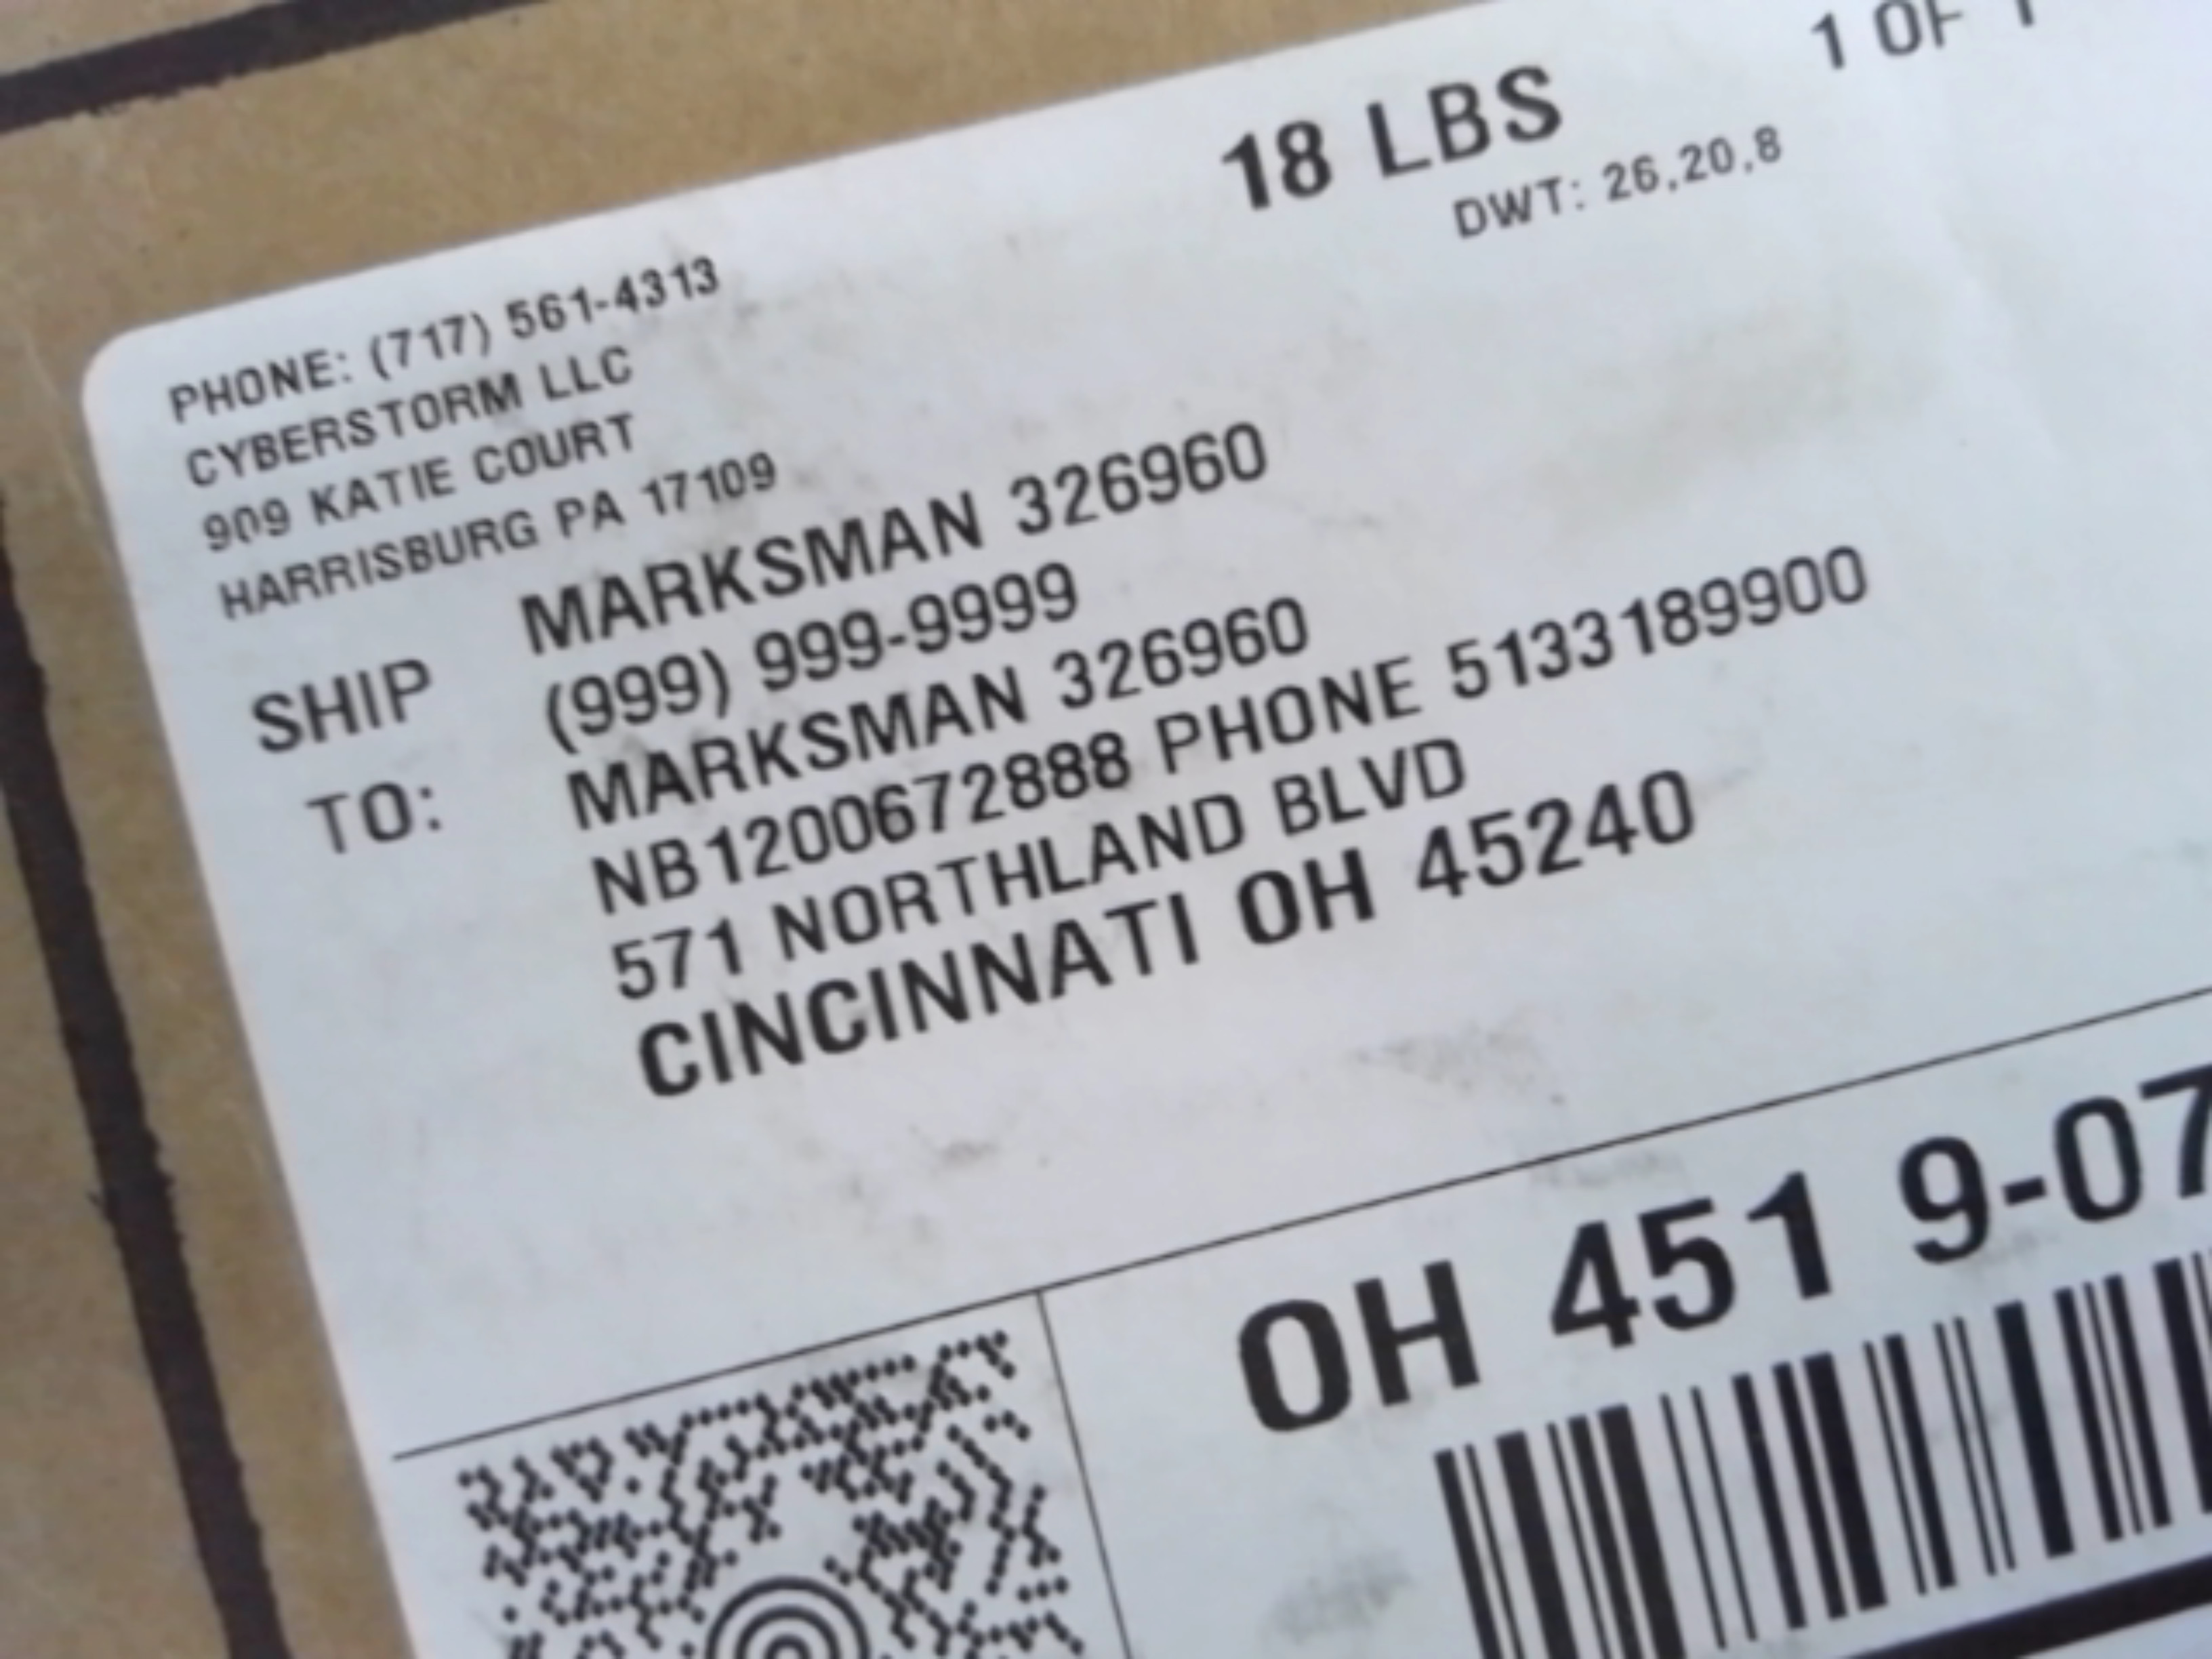 1 OF 1
18 LBS
DWT: 26,20,8
PHONE: (717) 561-4313
CYBERSTORM LLC
909 KATIE COURT
HARRISBURG PA 17109
SHIP TO:
MARKSMAN 326960
(999) 999-9999
MARKSMAN 326960
NB1200672888 PHONE 5133189900
571 NORTHLAND BLVD
CINCINNATI OH 45240
OH 451 9-07